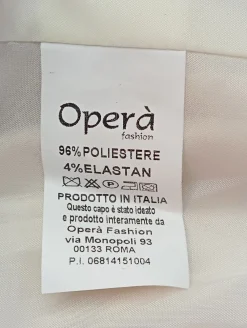 Operà
fashion
96% POLIESTERE
4% ELASTAN
PRODOTTO IN ITALIA
Questo capo è stato ideato
e prodotto interamente da
Operà Fashion
via Monopoli 93
00133 ROMA
P.I. 06814151004